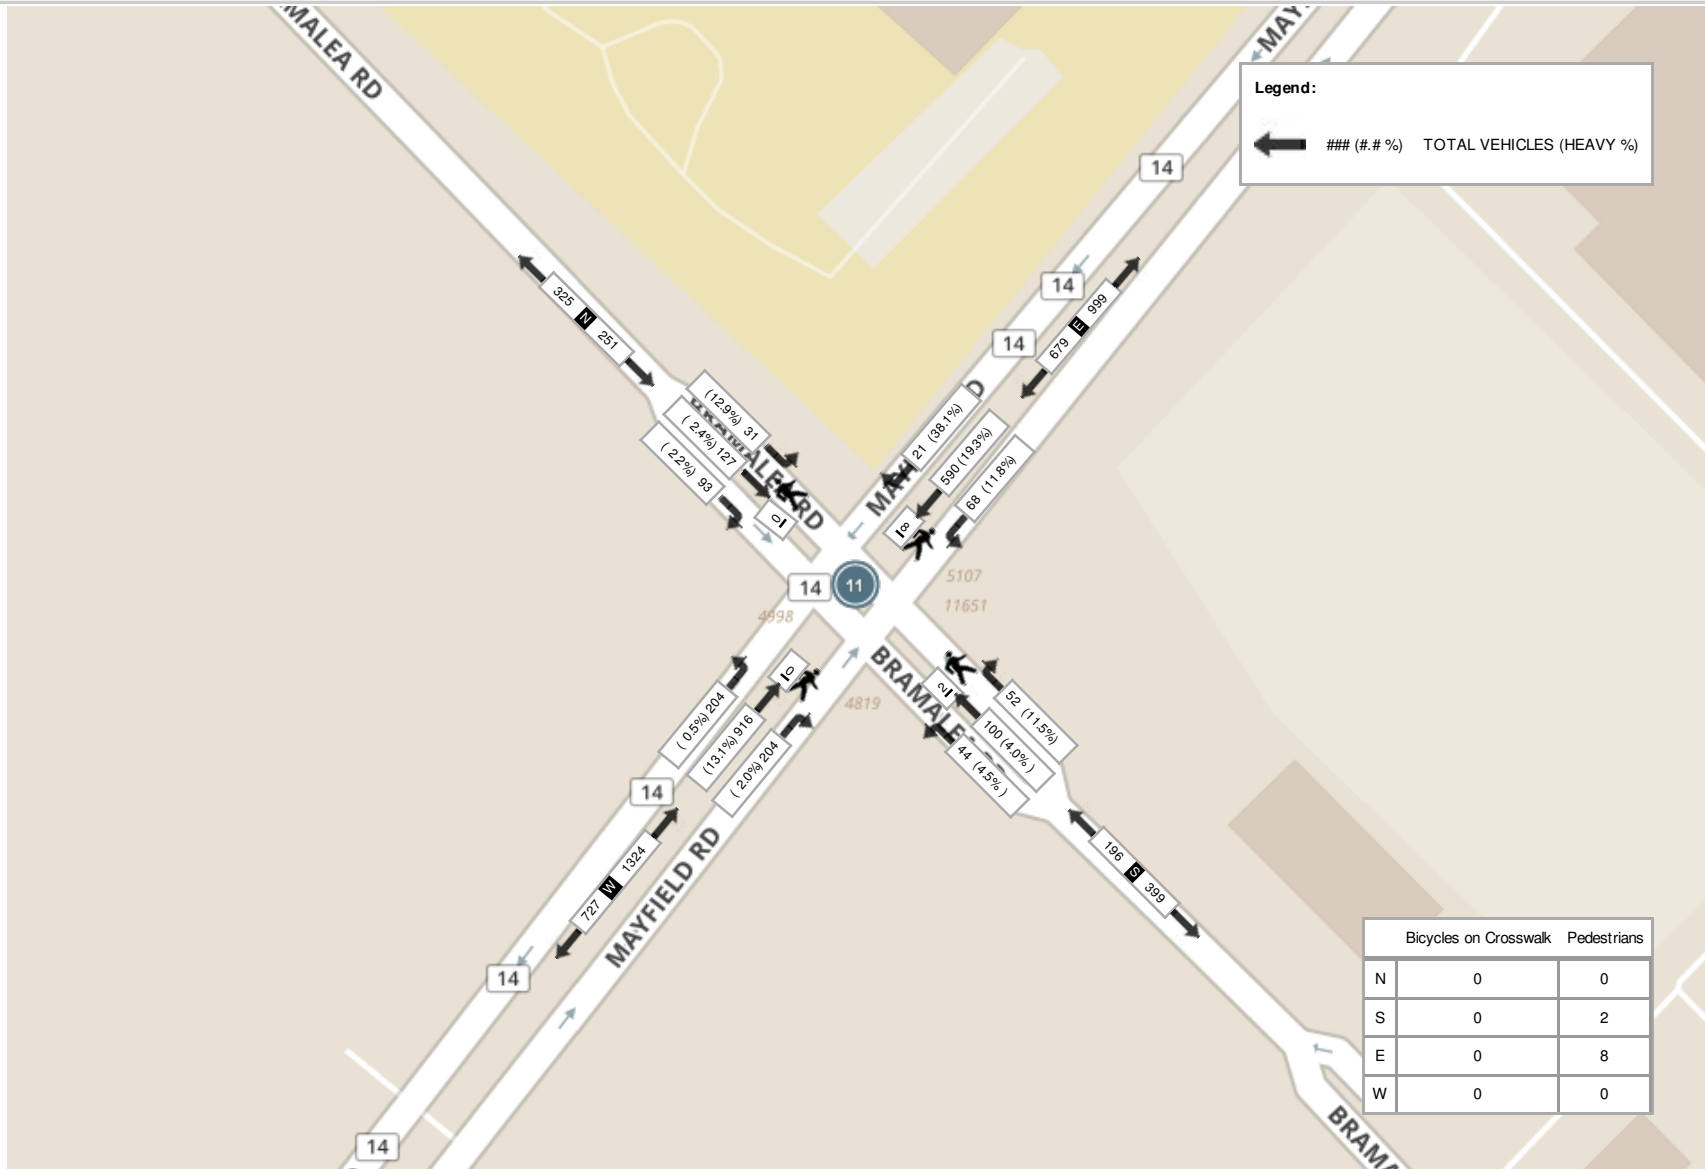 MALEA RD
MAYF
Legend:
### (#.# %) TOTAL VEHICLES (HEAVY %)
14
14
14
325 N 251
679 E 999
(12.9%) 31
( 2.4%) 127
( 2.2%) 93
21 (38.1%)
590 (19.3%)
68 (11.8%)
0
8
14
11
5107
11651
4998
4819
0
2
( 0.5%) 204
(13.1%) 916
( 2.0%) 204
52 (11.5%)
100 (4.0% )
44 (4.5% )
BRAMALE
14
727 W 1324
MAYFIELD RD
196 S 399
14
14
BRAMA
Bicycles on Crosswalk Pedestrians
N 0 0
S 0 2
E 0 8
W 0 0